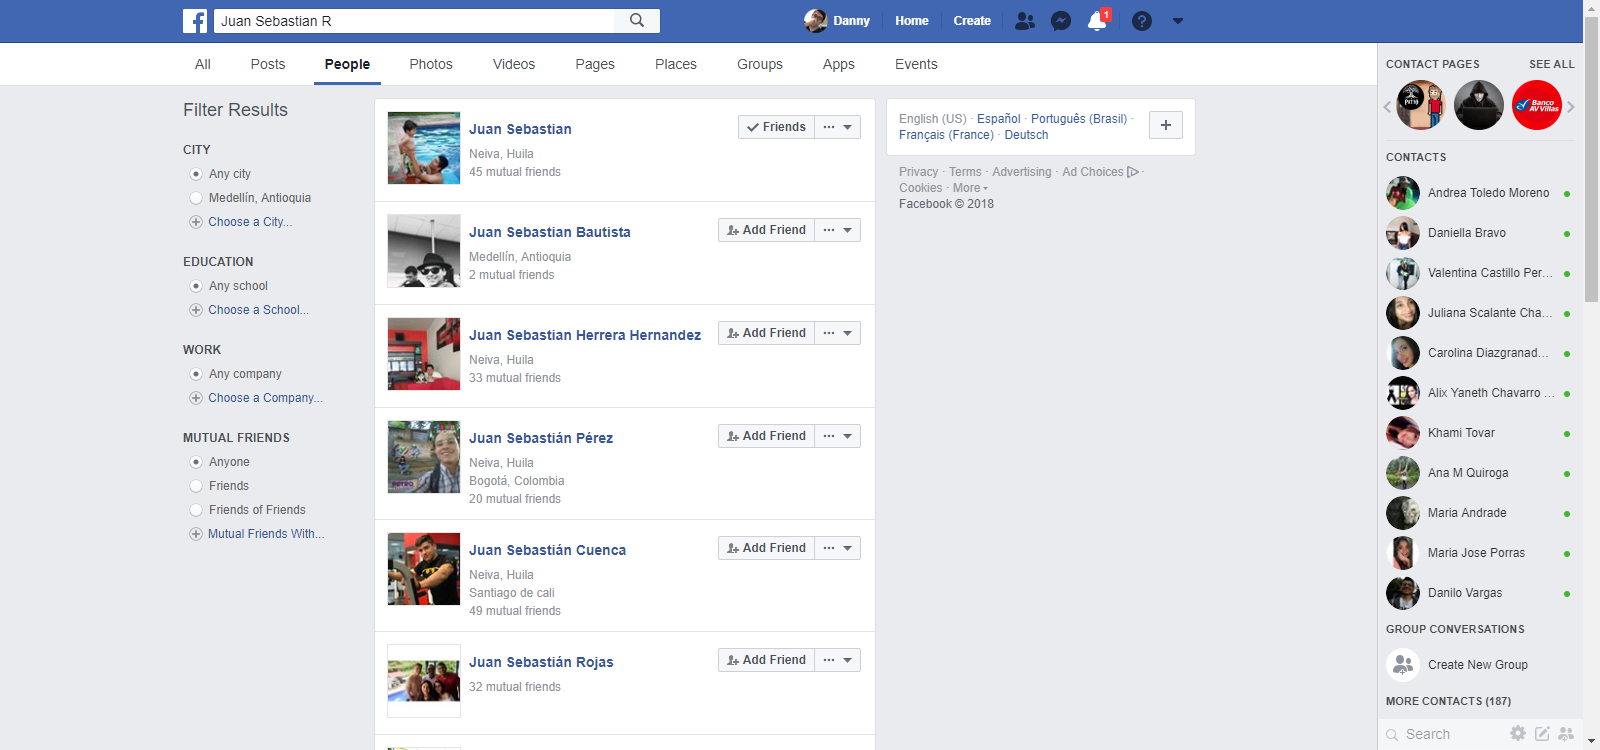 Juan Sebastian R
Danny
Home
Create
1
All
Posts
People
Photos
Videos
Pages
Places
Groups
Apps
Events
Filter Results
CITY
Any city
Medellín, Antioquia
Choose a City...
EDUCATION
Any school
Choose a School...
WORK
Any company
Choose a Company...
MUTUAL FRIENDS
Anyone
Friends
Friends of Friends
Mutual Friends With...
Juan Sebastian
Neiva, Huila
45 mutual friends
Friends
Juan Sebastian Bautista
Medellín, Antioquia
2 mutual friends
Add Friend
Juan Sebastian Herrera Hernandez
Neiva, Huila
33 mutual friends
Add Friend
Juan Sebastián Pérez
Neiva, Huila
Bogotá, Colombia
20 mutual friends
Add Friend
Juan Sebastián Cuenca
Neiva, Huila
Santiago de cali
49 mutual friends
Add Friend
Juan Sebastián Rojas
32 mutual friends
Add Friend
English (US) · Español · Português (Brasil) ·
Français (France) · Deutsch
Privacy · Terms · Advertising · Ad Choices ·
Cookies · More
Facebook © 2018
CONTACT PAGES
SEE ALL
Banco
AV Villas
CONTACTS
Andrea Toledo Moreno
Daniella Bravo
Valentina Castillo Per...
Juliana Scalante Cha...
Carolina Diazgranad...
Alix Yaneth Chavarro ...
Khami Tovar
Ana M Quiroga
Maria Andrade
Maria Jose Porras
Danilo Vargas
GROUP CONVERSATIONS
Create New Group
MORE CONTACTS (187)
Search